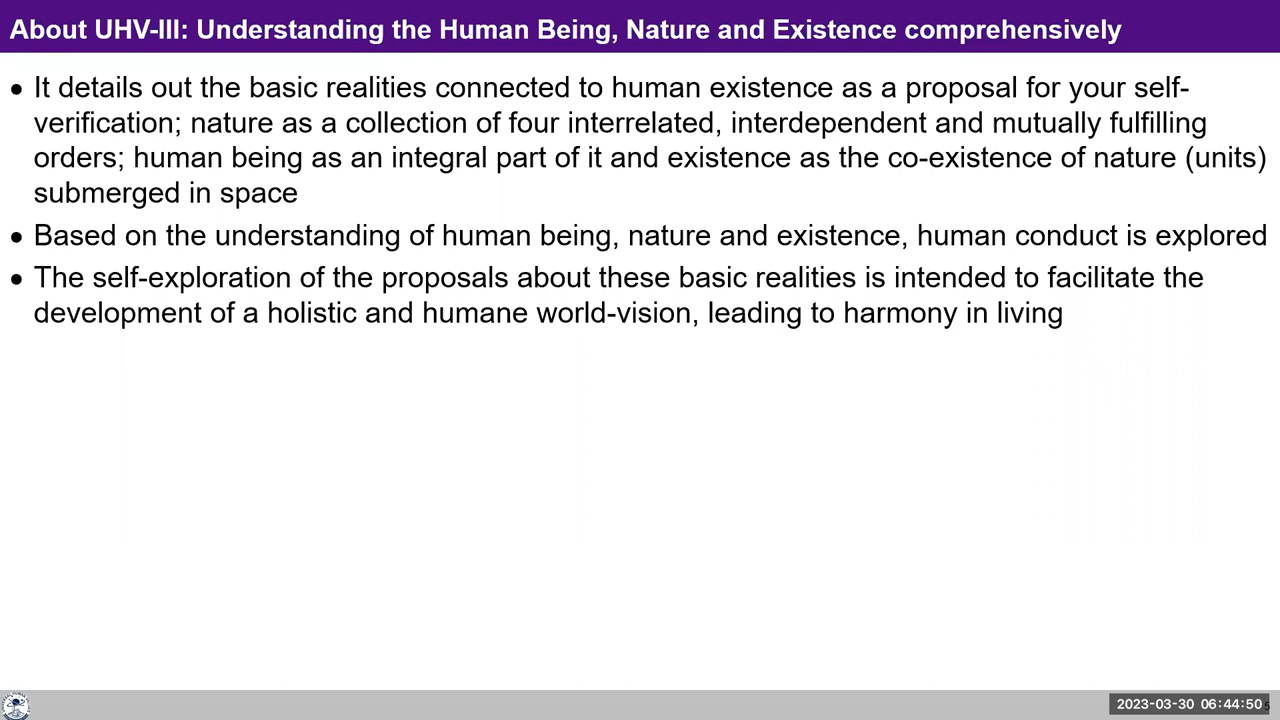 About UHV-III: Understanding the Human Being, Nature and Existence comprehensively
• It details out the basic realities connected to human existence as a proposal for your self-
verification; nature as a collection of four interrelated, interdependent and mutually fulfilling
orders; human being as an integral part of it and existence as the co-existence of nature (units)
submerged in space
• Based on the understanding of human being, nature and existence, human conduct is explored
• The self-exploration of the proposals about these basic realities is intended to facilitate the
development of a holistic and humane world-vision, leading to harmony in living
2023-03-30 06:44:50
5